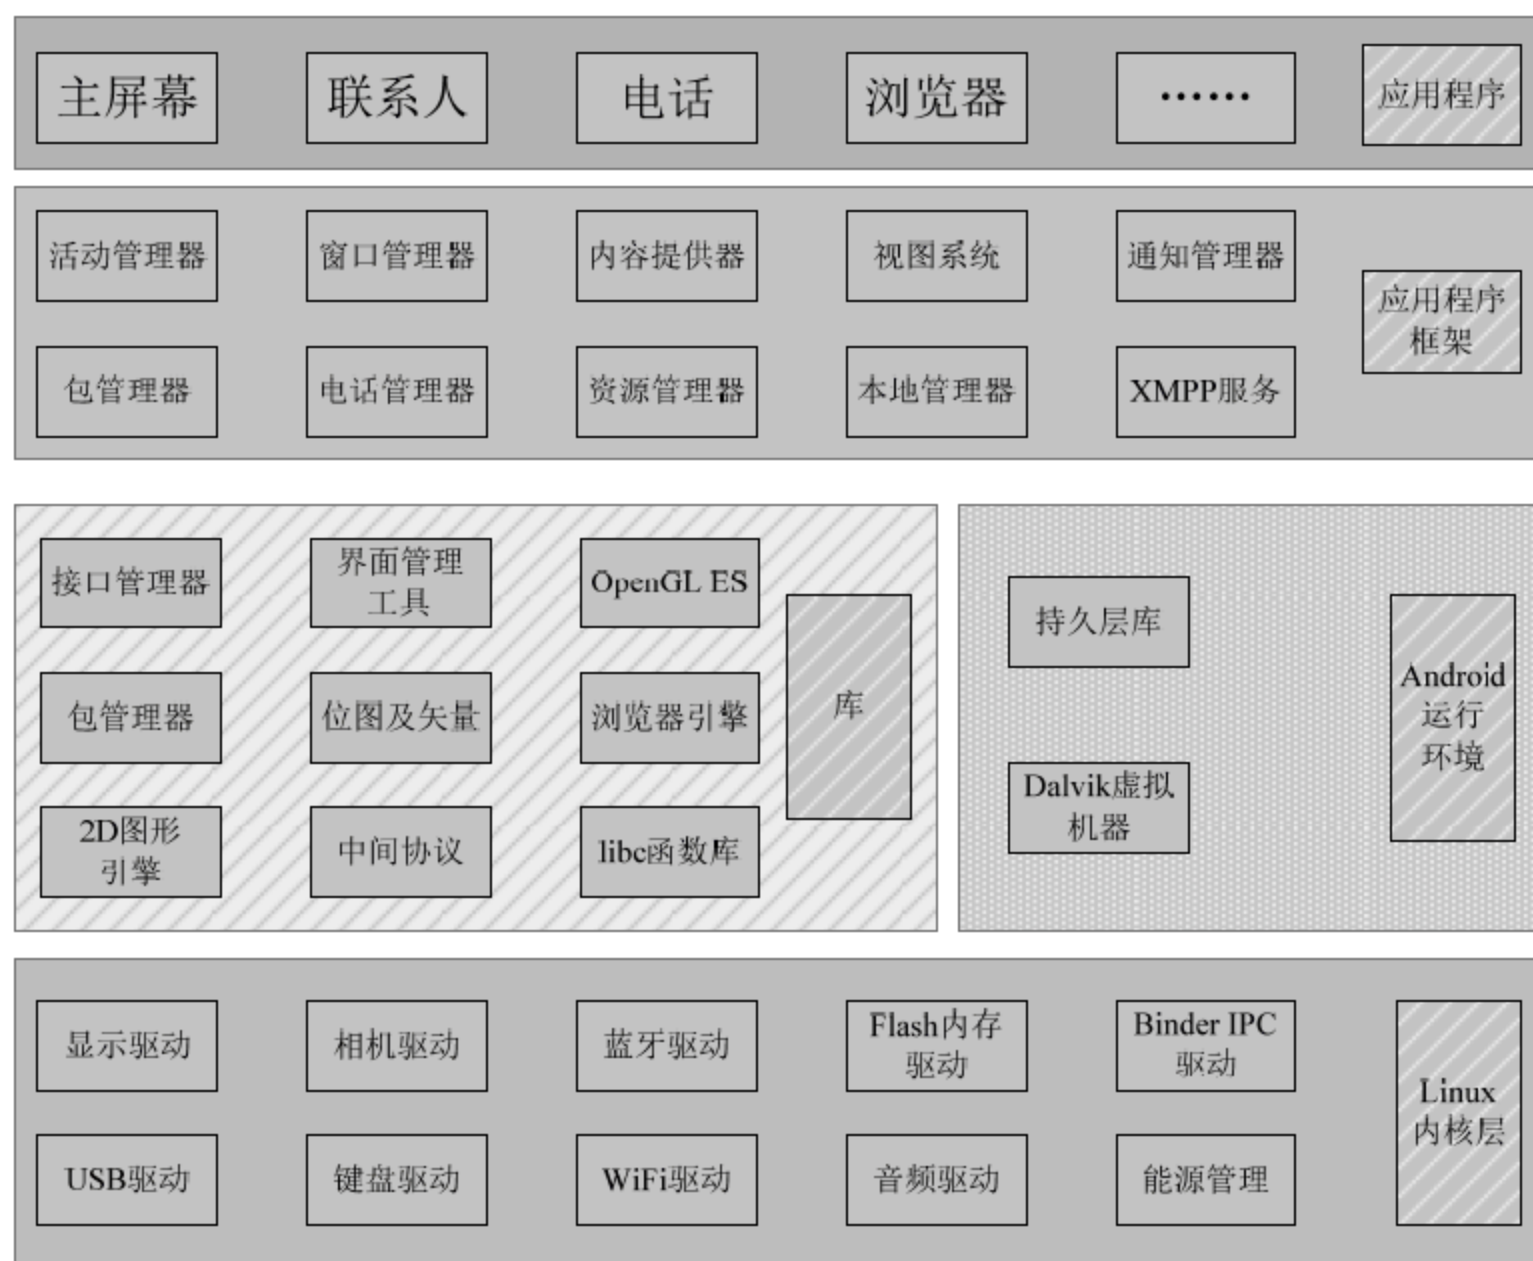 主屏幕
联系人
电话
浏览器
……
应用程序
活动管理器
窗口管理器
内容提供器
视图系统
通知管理器
应用程序
框架
包管理器
电话管理器
资源管理器
本地管理器
XMPP服务
接口管理器
界面管理
工具
OpenGL ES
包管理器
位图及矢量
浏览器引擎
库
2D图形
引擎
中间协议
libc函数库
持久层库
Dalvik虚拟
机器
Android
运行
环境
显示驱动
相机驱动
蓝牙驱动
Flash内存
驱动
Binder IPC
驱动
Linux
内核层
USB驱动
键盘驱动
WiFi驱动
音频驱动
能源管理